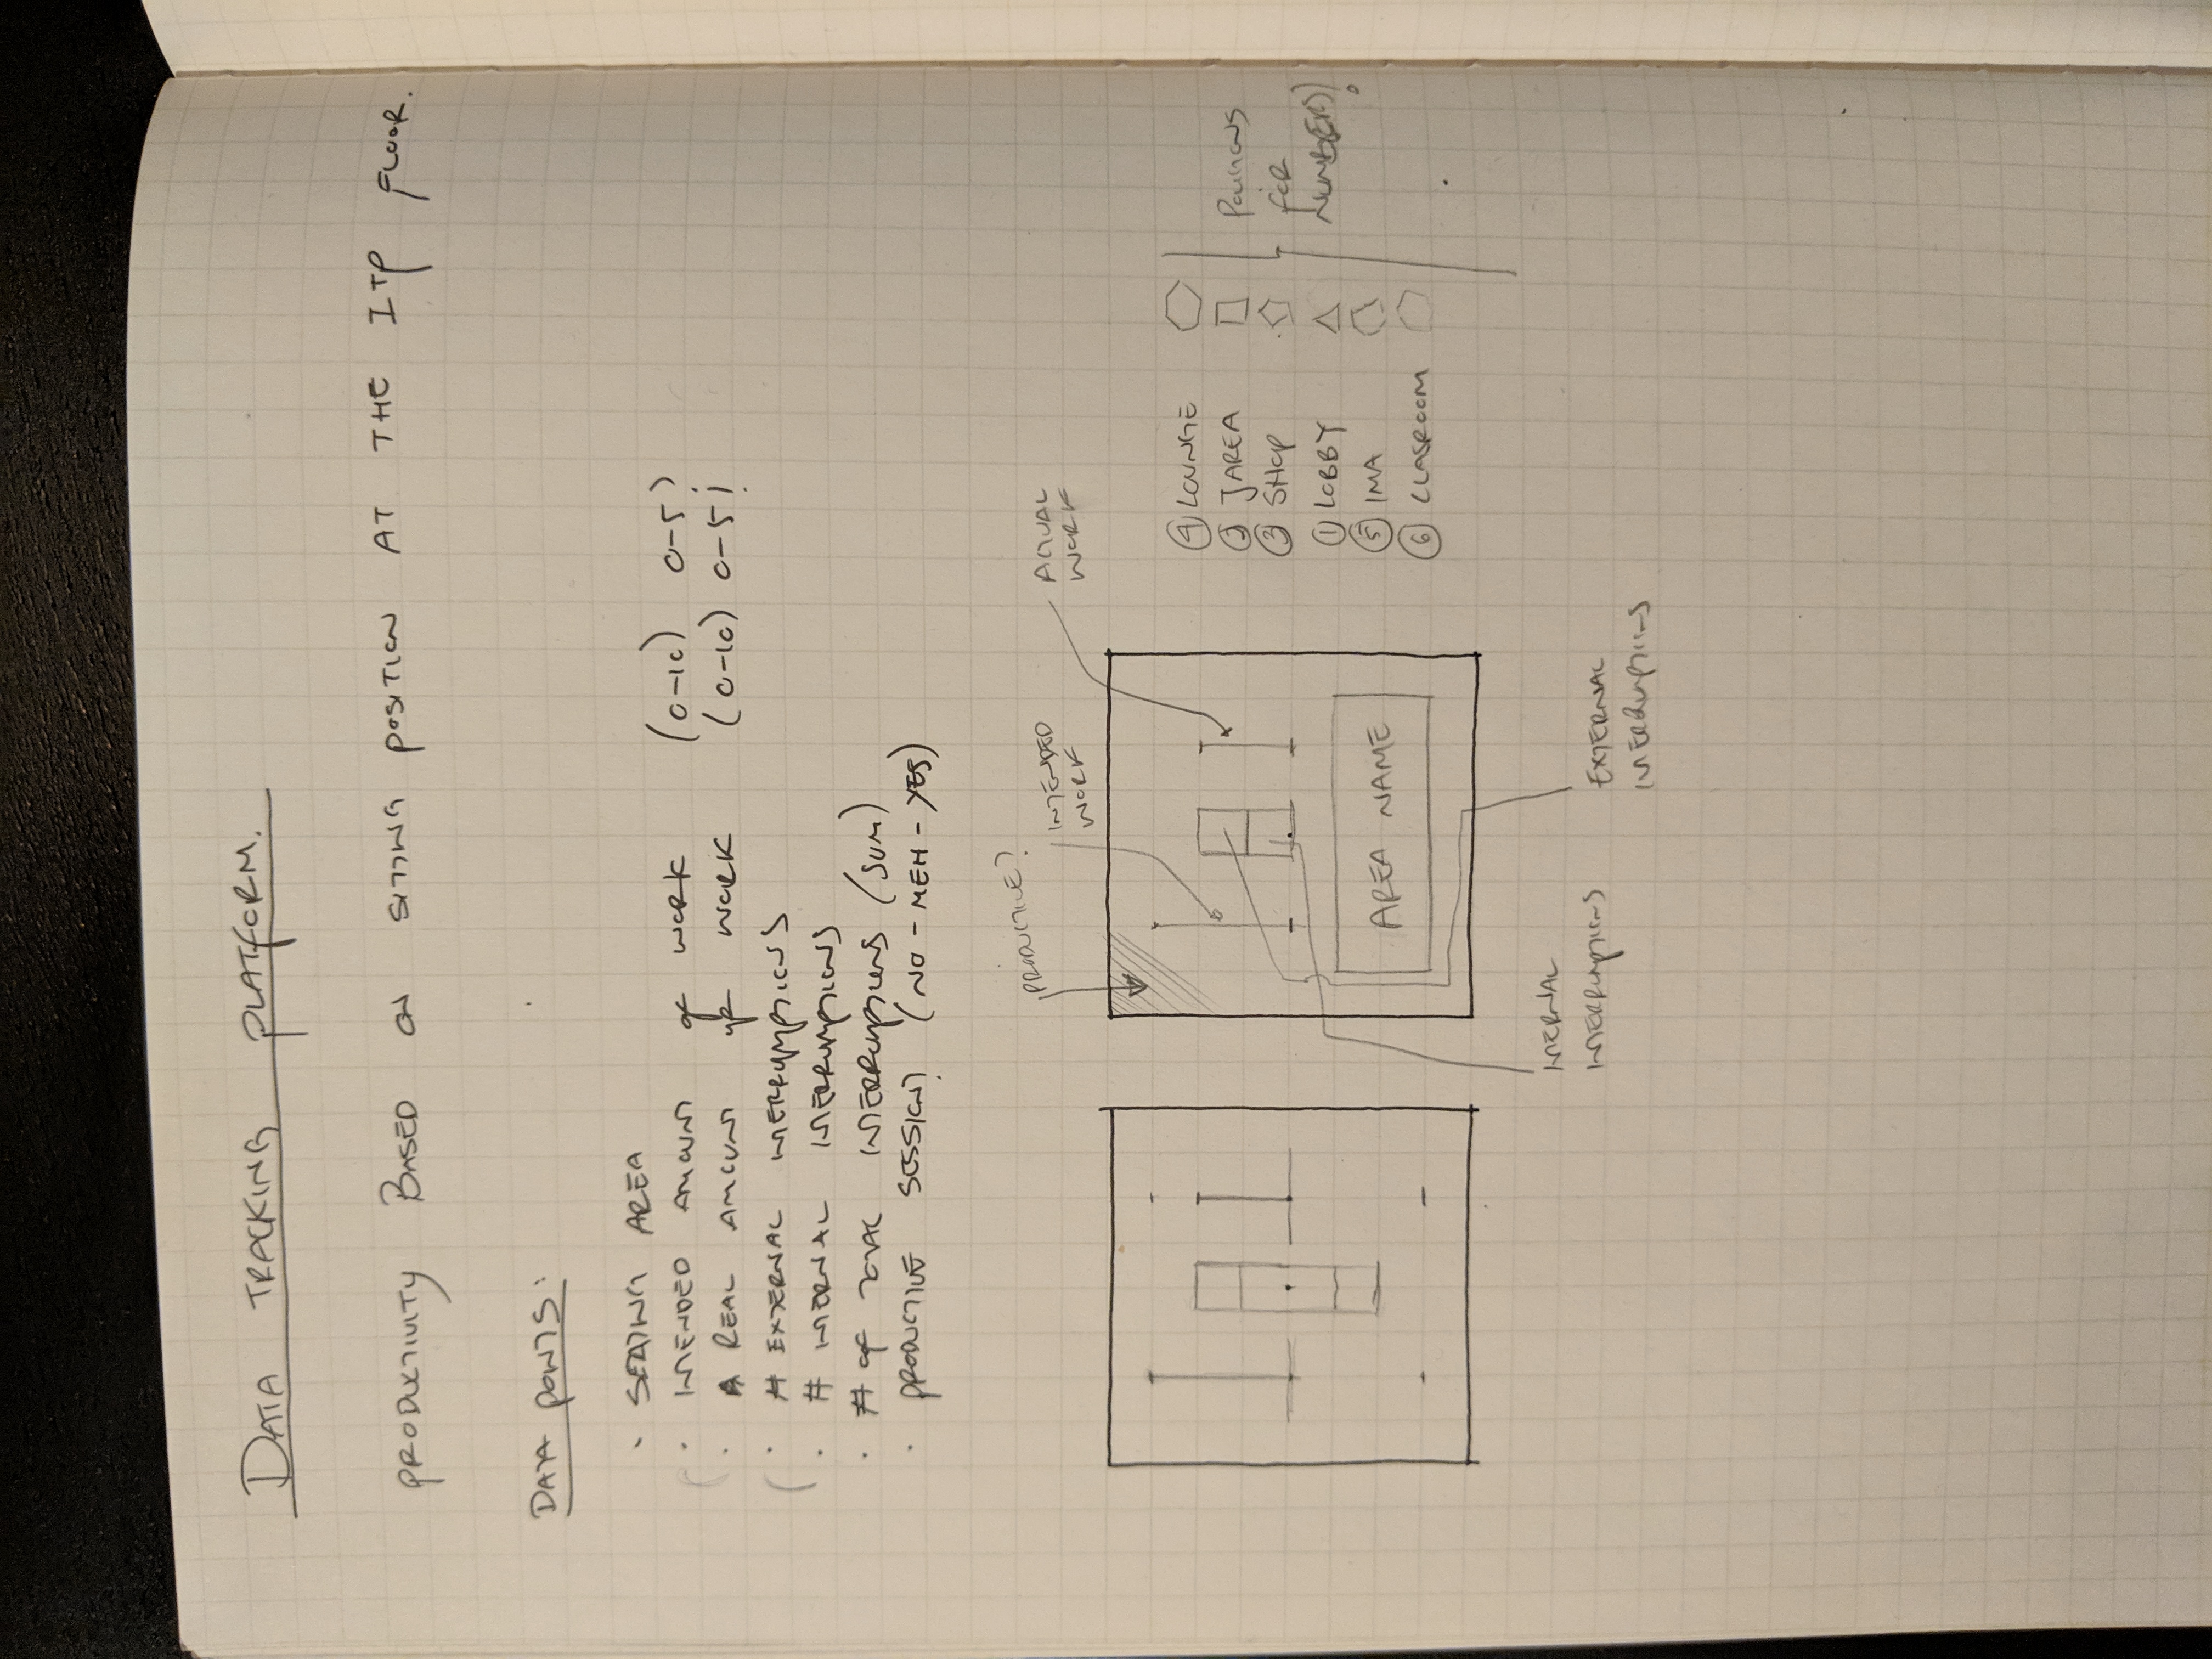 DATA TRACKING PLATFORM.
PRODUCTIVITY BASED ON SITTING POSITION AT THE ITP FLOOR.
DATA POINTS:
· SEATING AREA
· INTENDED AMOUNT OF WORK (0-10) 0-5?
· REAL AMOUNT OF WORK (0-10) 0-5?
· # EXTERNAL INTERRUPTIONS
· # INTERNAL INTERRUPTIONS
· # OF TOTAL INTERRUPTIONS (SUM)
· PRODUCTIVE SESSION? (NO - MEH - YES)
PRODUCTIVE?
INTENDED
WORK
ACTUAL
WORK
AREA NAME
INTERNAL
INTERRUPTIONS
EXTERNAL
INTERRUPTIONS
4 LOUNGE
2 JAREA
3 SHOP
1 LOBBY
5 IMA
6 CLASROOM
FOR